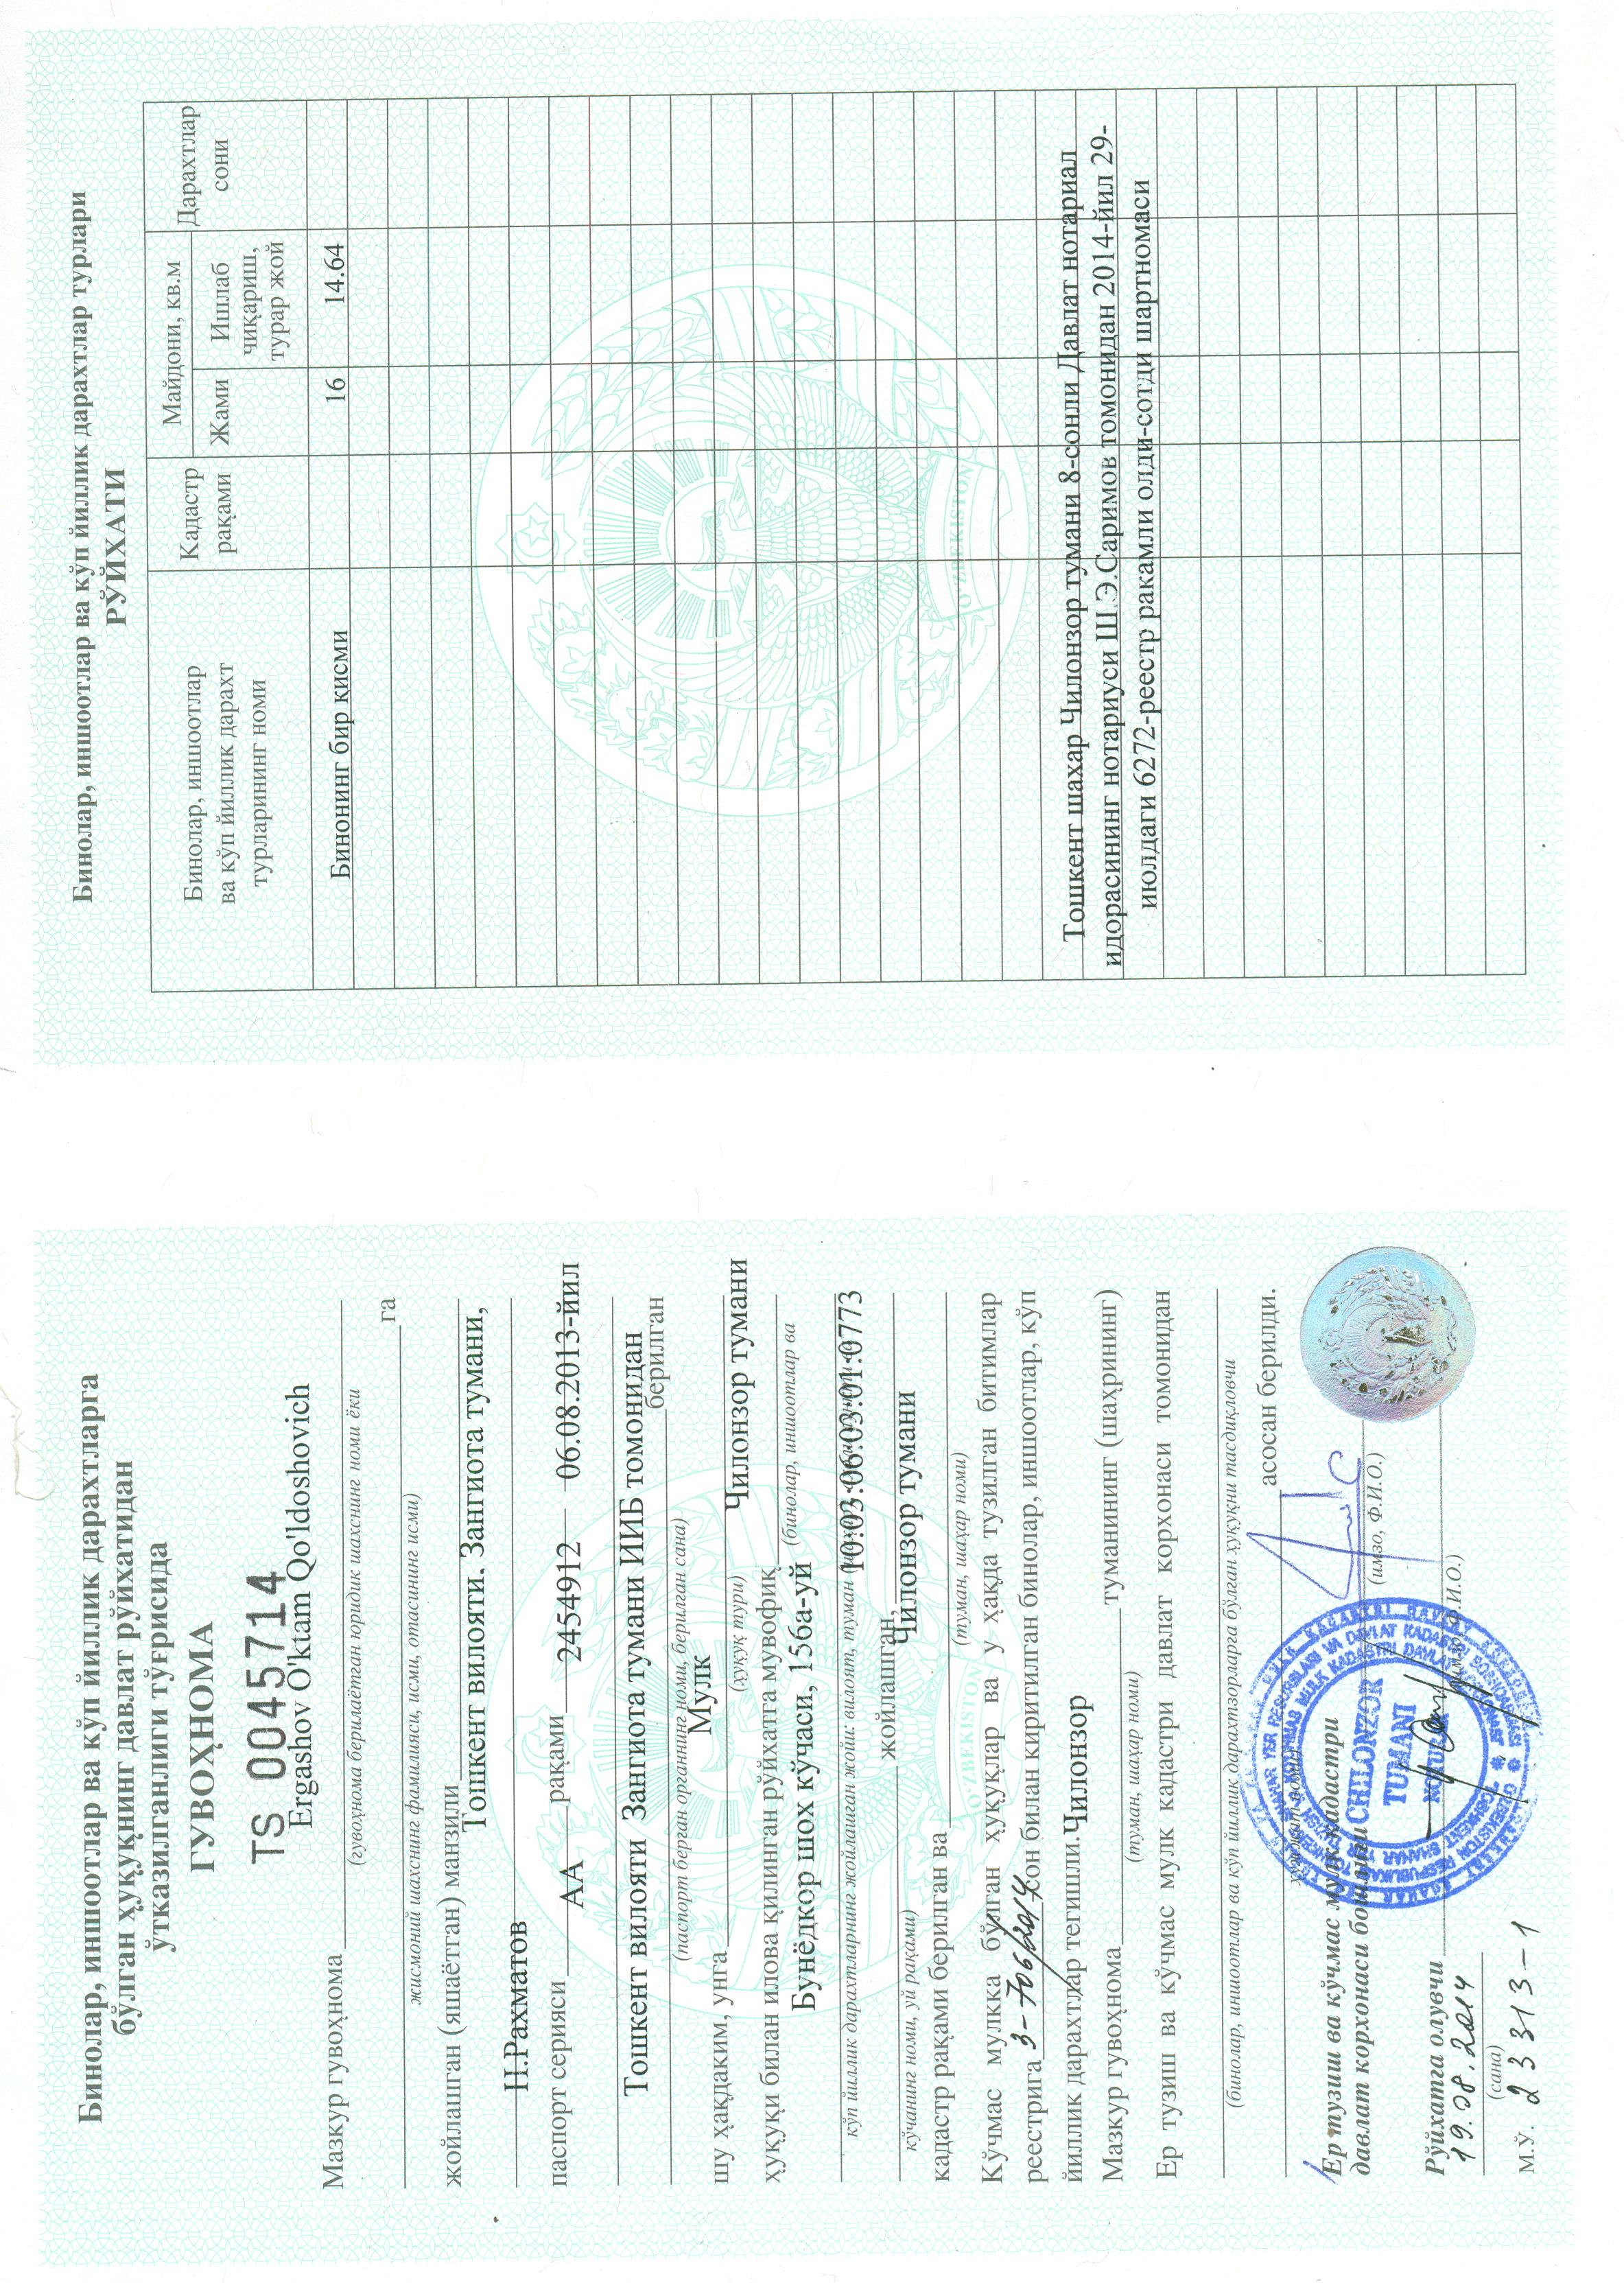 Бинолар, иншоотлар ва кўп йиллик дарахтларга
бўлган ҳуқуқнинг давлат рўйхатидан
ўтказилганлиги тўғрисида
ГУВОҲНОМА
TS 0045714
Ergashov O'ktam Qo'ldoshovich
Мазкур гувоҳнома
(гувоҳнома берилаётган юридик шахснинг номи ёки
га
жисмоний шахснинг фамилияси, исми, отасининг исми)
жойлашган (яшаётган) манзили Тошкент вилояти, Зангиота тумани,
Н.Рахматов
паспорт серияси АА рақами 2454912 06.08.2013-йил
Тошкент вилояти Зангиота тумани ИИБ томонидан
берилган
(паспорт берган органнинг номи, берилган сана)
шу ҳақдаким, унга Мулк Чилонзор тумани
(ҳуқуқ тури)
ҳуқуқи билан илова қилинган рўйхатга мувофиқ
(бинолар, иншоотлар ва
Бунёдкор шох кўчаси, 156а-уй 10:03:06:03:01:0773
кўп йиллик дарахтларнинг жойлашган жойи: вилоят, туман
жойлашган, Чилонзор тумани
кўчанинг номи, уй рақами)
кадастр рақами берилган ва
(туман, шаҳар номи)
Кўчмас мулкка бўлган ҳуқуқлар ва у ҳақда тузилган битимлар
реестрига 3-706/2014 сон билан киритилган бинолар, иншоотлар, кўп
йиллик дарахтлар тегишли. Чилонзор
Мазкур гувоҳнома туманининг (шаҳрининг)
(туман, шаҳар номи)
Ер тузиш ва кўчмас мулк кадастри давлат корхонаси томонидан
(бинолар, иншоотлар ва кўп йиллик дарахтзорларга бўлган ҳуқуқни тасдиқловчи
асосан берилди.
ҳужжат номи)
Ер тузиш ва кўчмас мулк кадастри
давлат корхонаси бошлиғи
(имзо, Ф.И.О.)
CHILONZOR
TUMANI
Рўйхатга олувчи
(имзо, Ф.И.О.)
19.08.2014
(сана)
М.Ў. 23313-1
Бинолар, иншоотлар ва кўп йиллик дарахтлар турлари
РЎЙХАТИ
Бинолар, иншоотлар
ва кўп йиллик дарахт
турларининг номи
Кадастр
рақами
Майдони, кв.м
Жами
Ишлаб
чиқариш,
турар жой
Дарахтлар
сони
Бинонинг бир кисми 16 14.64
Тошкент шахар Чилонзор тумани 8-сонли Давлат нотариал
идорасининг нотариуси Ш.Э.Саримов томонидан 2014-йил 29-
июлдаги 6272-реестр ракамли олди-сотди шартномаси
O'ZBEKISTON
O'ZBEKISTON